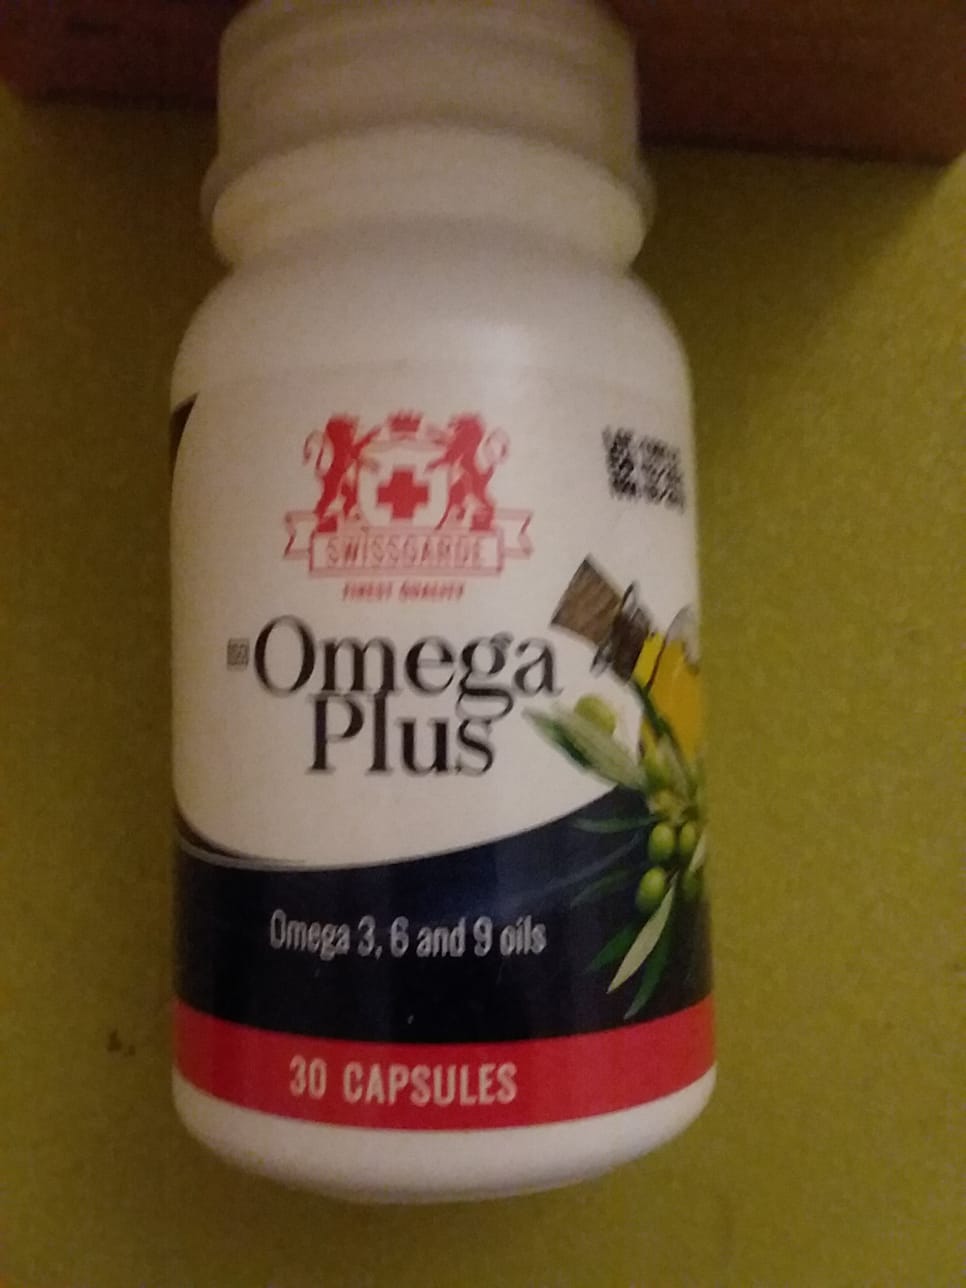 SWISSGARDE
FINEST QUALITY
Omega
Plus
Omega 3, 6 and 9 oils
30 CAPSULES